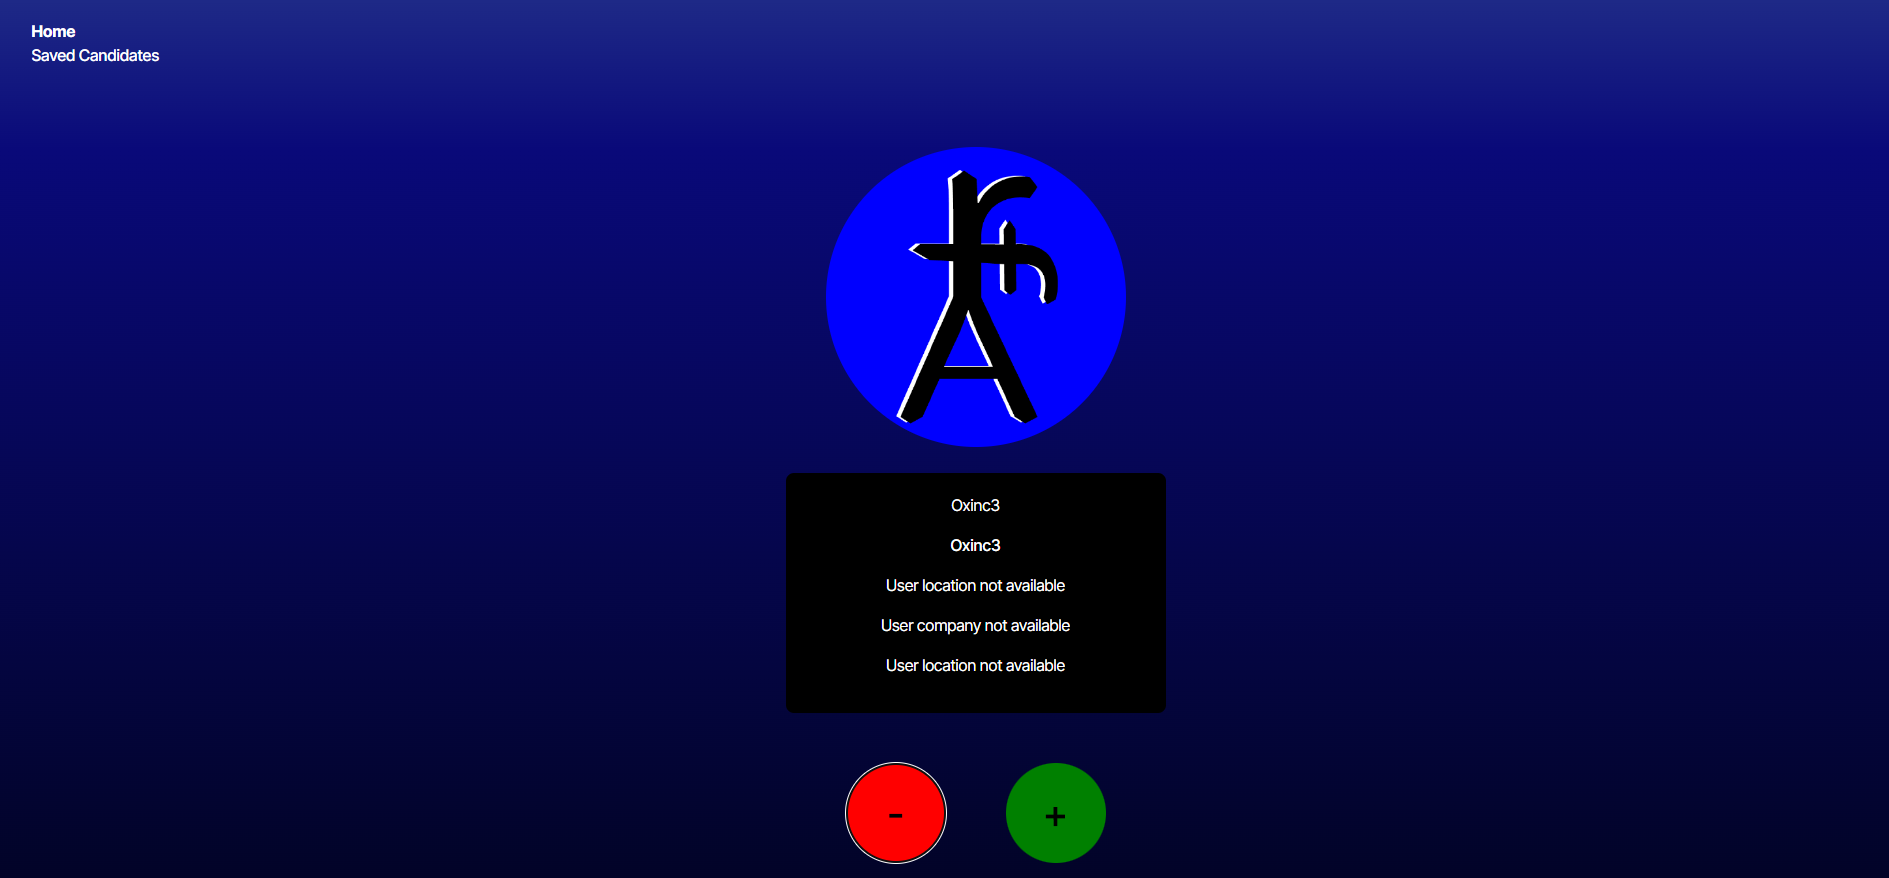 Home
Saved Candidates
Oxinc3
Oxinc3
User location not available
User company not available
User location not available
-
+